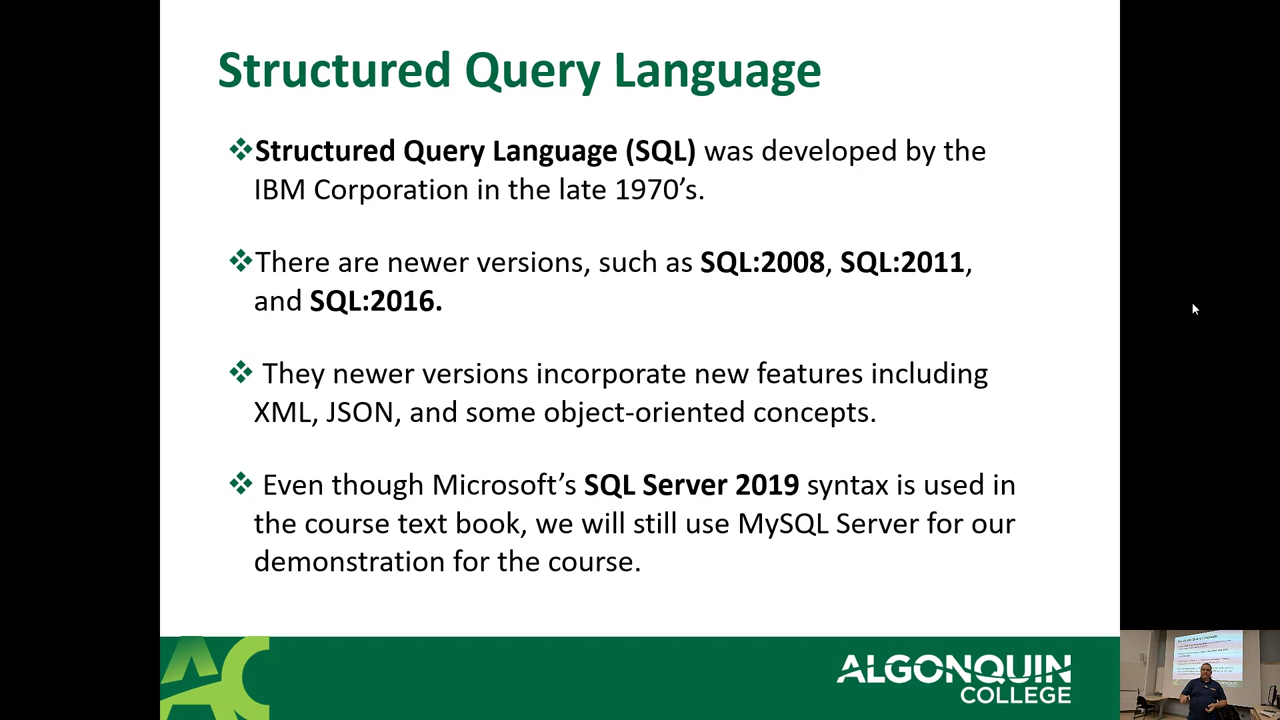 Structured Query Language
❖Structured Query Language (SQL) was developed by the
IBM Corporation in the late 1970’s.
❖There are newer versions, such as SQL:2008, SQL:2011,
and SQL:2016.
❖ They newer versions incorporate new features including
XML, JSON, and some object-oriented concepts.
❖ Even though Microsoft’s SQL Server 2019 syntax is used in
the course text book, we will still use MySQL Server for our
demonstration for the course.
AC
ALGONQUIN
COLLEGE